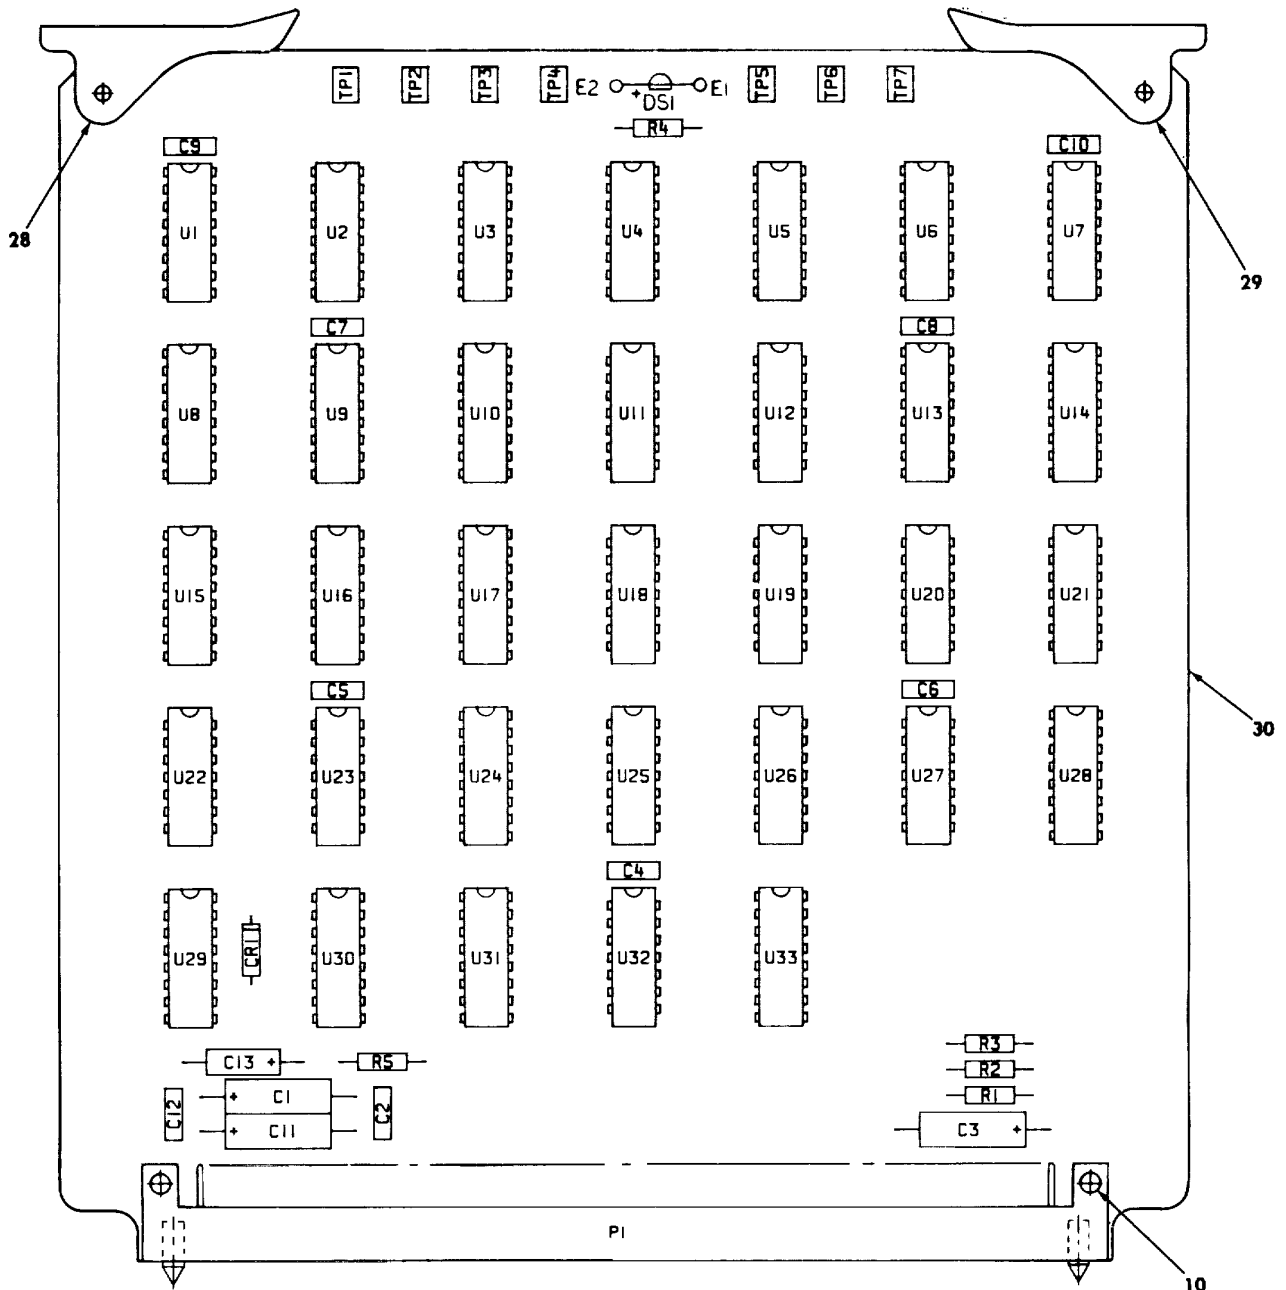 TP1 TP2 TP3 TP4 E2 + DS1 E1 TP5 TP6 TP7
R4
C9 C10
U1 U2 U3 U4 U5 U6 U7
28 29
C7 C8
U8 U9 U10 U11 U12 U13 U14
U15 U16 U17 U18 U19 U20 U21
C5 C6
30
U22 U23 U24 U25 U26 U27 U28
C4
U29 CR1 U30 U31 U32 U33
R3
C13 + R5
R2
+ C1
R1
C12 C2
+ C11 C3 +
P1
10